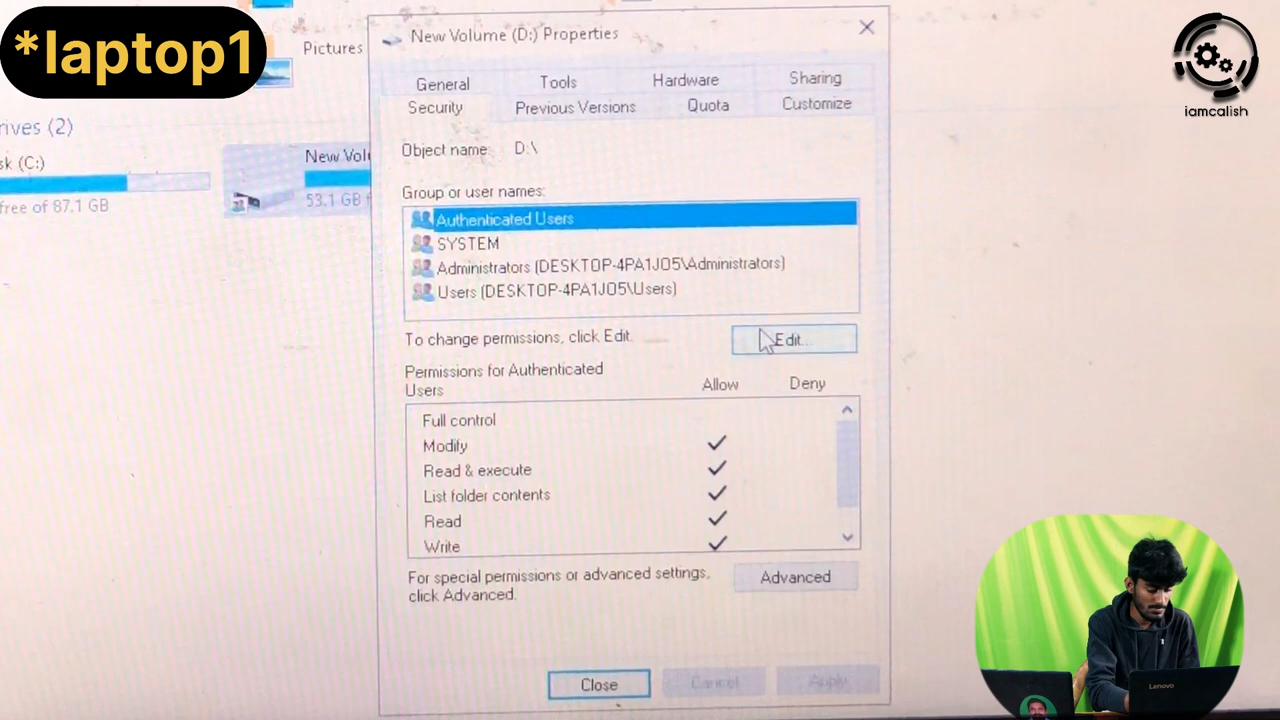 *laptop1
iamcalish
Pictures
rives (2)
sk (C:)
free of 87.1 GB
New Vol
53.1 GB f
New Volume (D:) Properties
General Tools Hardware Sharing
Security Previous Versions Quota Customize
Object name: D:\
Group or user names:
Authenticated Users
SYSTEM
Administrators (DESKTOP-4PA1JO5\Administrators)
Users (DESKTOP-4PA1JO5\Users)
To change permissions, click Edit.
Edit...
Permissions for Authenticated
Users
Allow Deny
Full control
Modify
Read & execute
List folder contents
Read
Write
For special permissions or advanced settings,
click Advanced.
Advanced
Close Cancel Apply
Lenovo